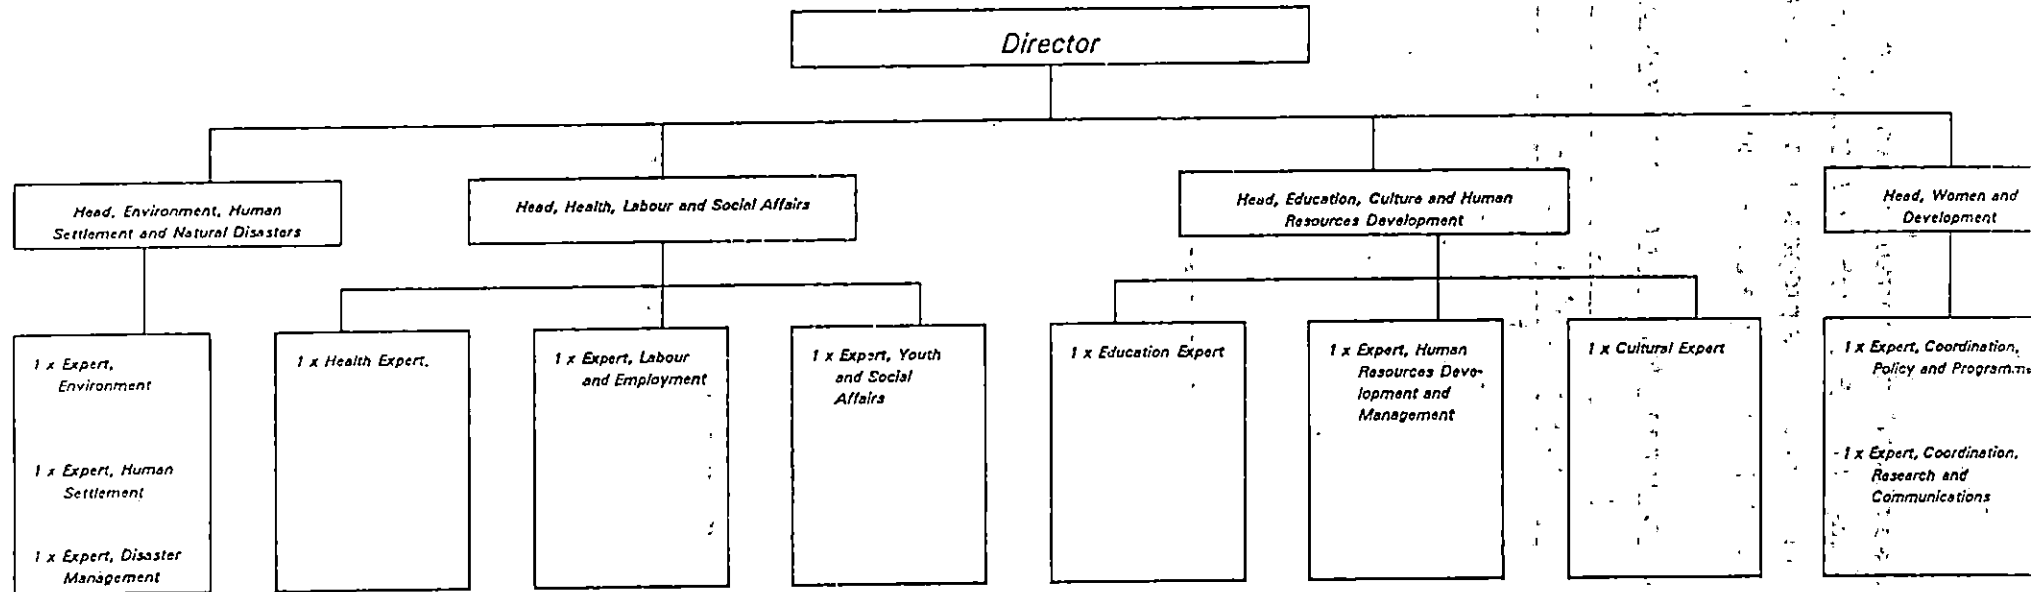 Director
Head, Environment, Human
Settlement and Natural Disasters
Head, Health, Labour and Social Affairs
Head, Education, Culture and Human
Resources Development
Head, Women and
Development
1 x Expert,
Environment
1 x Expert, Human
Settlement
1 x Expert, Disaster
Management
1 x Health Expert.
1 x Expert, Labour
and Employment
1 x Expert, Youth
and Social
Affairs
1 x Education Expert
1 x Expert, Human
Resources Deve-
lopment and
Management
1 x Cultural Expert
1 x Expert, Coordination,
Policy and
1 x Expert, Coordination,
Research and
Communications